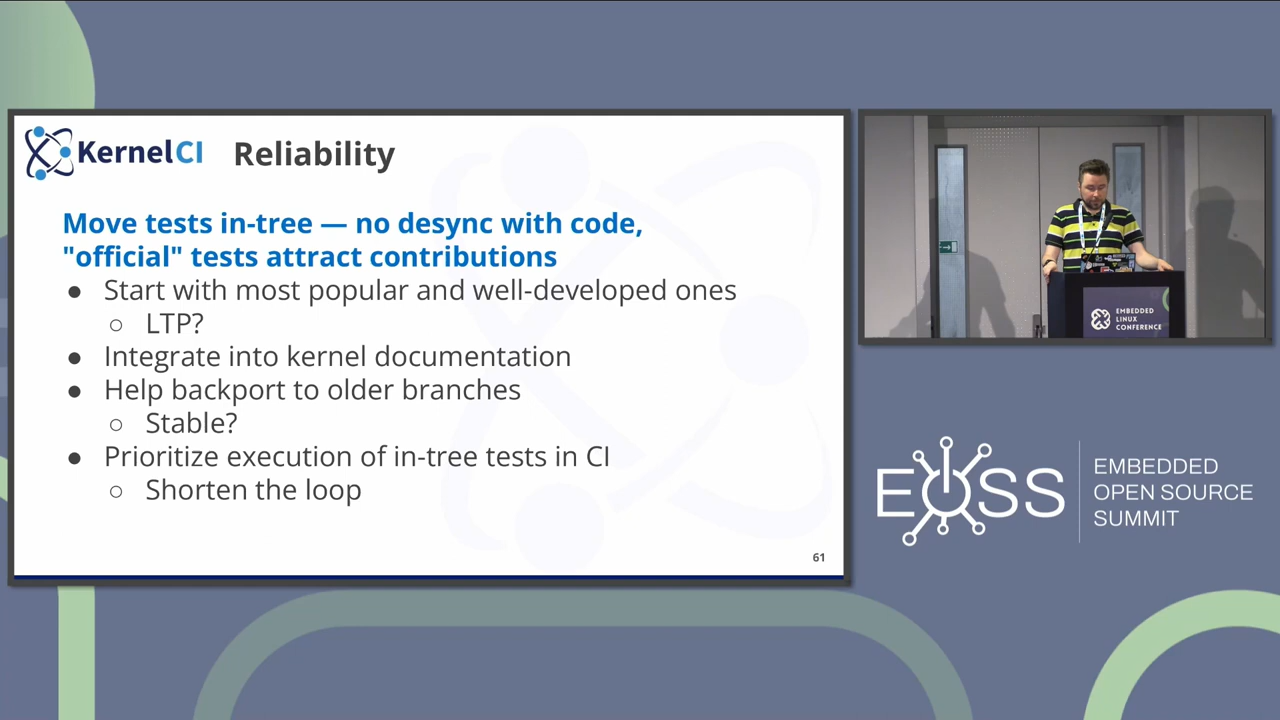 KernelCI
Reliability
Move tests in-tree — no desync with code,
"official" tests attract contributions
● Start with most popular and well-developed ones
○ LTP?
● Integrate into kernel documentation
● Help backport to older branches
○ Stable?
● Prioritize execution of in-tree tests in CI
○ Shorten the loop
61
EMBEDDED
LINUX
CONFERENCE
EOSS
EMBEDDED
OPEN SOURCE
SUMMIT